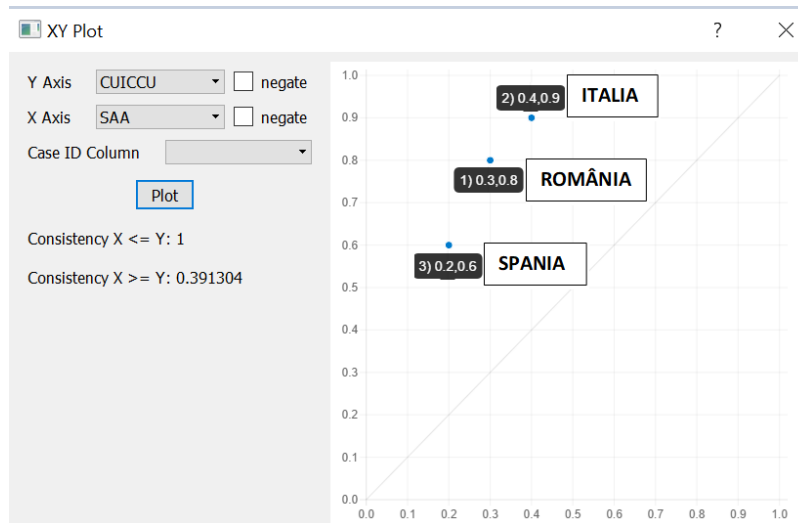 XY Plot
?
Y Axis CUICCU negate
X Axis SAA negate
Case ID Column
Plot
Consistency X <= Y: 1
Consistency X >= Y: 0.391304
1.0
0.9
0.8
0.7
0.6
0.5
0.4
0.3
0.2
0.1
0.0
2) 0.4,0.9 ITALIA
1) 0.3,0.8 ROMÂNIA
3) 0.2,0.6 SPANIA
0.0 0.1 0.2 0.3 0.4 0.5 0.6 0.7 0.8 0.9 1.0